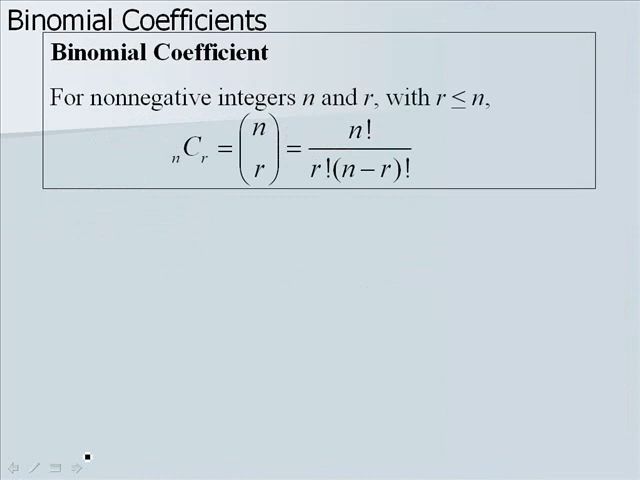 Binomial Coefficients
Binomial Coefficient
For nonnegative integers n and r, with r ≤ n,
ₙCᵣ = (n r) = n! / r!(n − r)!